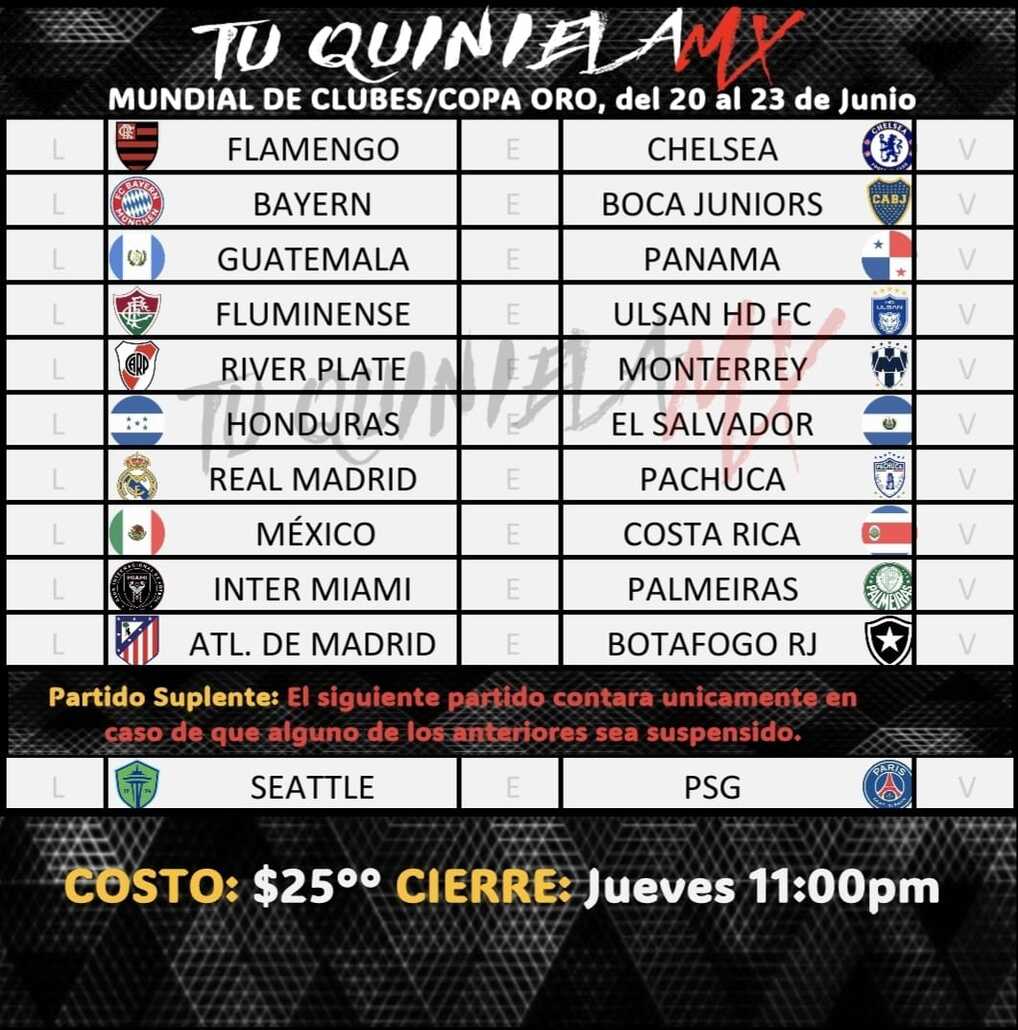 TU QUINIELAMX
MUNDIAL DE CLUBES/COPA ORO, del 20 al 23 de Junio
L FLAMENGO E CHELSEA V
L BAYERN E BOCA JUNIORS V
L GUATEMALA E PANAMA V
L FLUMINENSE E ULSAN HD FC V
L RIVER PLATE E MONTERREY V
L HONDURAS E EL SALVADOR V
L REAL MADRID E PACHUCA V
L MÉXICO E COSTA RICA V
L INTER MIAMI E PALMEIRAS V
L ATL. DE MADRID E BOTAFOGO RJ V
TU QUINIELAMX
Partido Suplente: El siguiente partido contara unicamente en
caso de que alguno de los anteriores sea suspendido.
L SEATTLE E PSG V
COSTO: $25°° CIERRE: Jueves 11:00pm